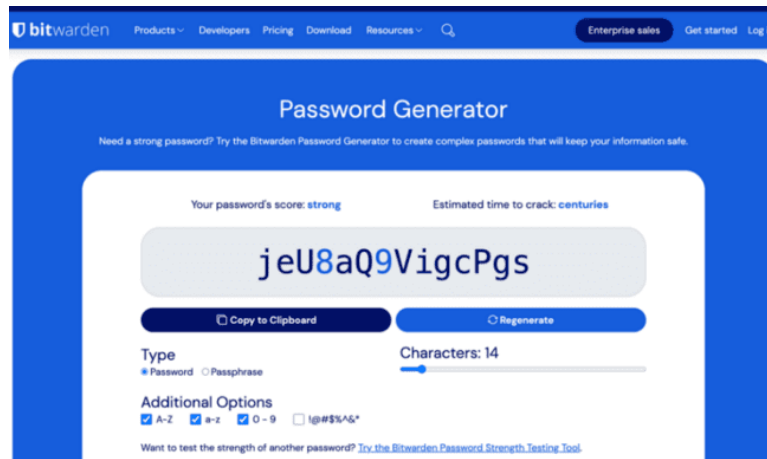 bitwarden Products Developers Pricing Download Resources Enterprise sales Get started Log
Password Generator
Need a strong password? Try the Bitwarden Password Generator to create complex passwords that will keep your information safe.
Your password's score: strong Estimated time to crack: centuries
jeU8aQ9VigcPgs
Copy to Clipboard Regenerate
Type Characters: 14
Password Passphrase
Additional Options
A-Z a-z 0 - 9 !@#$%^&*
Want to test the strength of another password? Try the Bitwarden Password Strength Testing Tool.